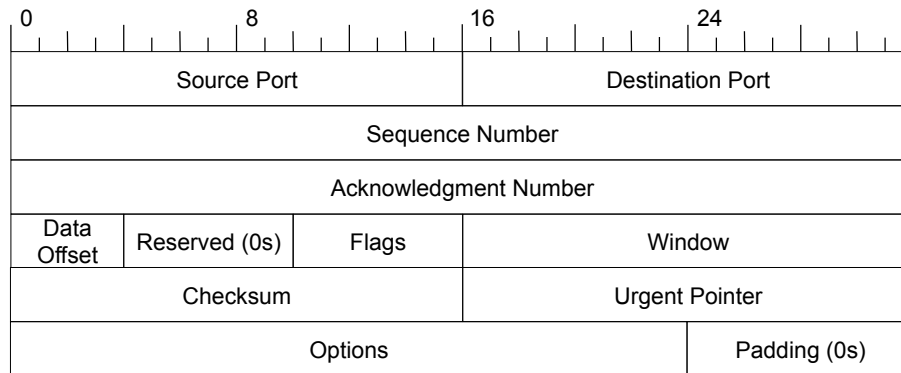 0 8 16 24
Source Port Destination Port
Sequence Number
Acknowledgment Number
Data Offset Reserved (0s) Flags Window
Checksum Urgent Pointer
Options Padding (0s)